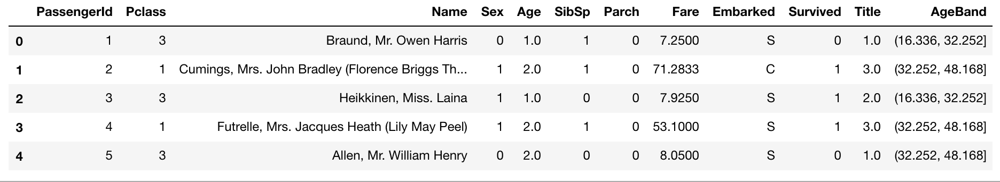 PassengerId Pclass Name Sex Age SibSp Parch Fare Embarked Survived Title AgeBand
0 1 3 Braund, Mr. Owen Harris 0 1.0 1 0 7.2500 S 0 1.0 (16.336, 32.252]
1 2 1 Cumings, Mrs. John Bradley (Florence Briggs Th... 1 2.0 1 0 71.2833 C 1 3.0 (32.252, 48.168]
2 3 3 Heikkinen, Miss. Laina 1 1.0 0 0 7.9250 S 1 2.0 (16.336, 32.252]
3 4 1 Futrelle, Mrs. Jacques Heath (Lily May Peel) 1 2.0 1 0 53.1000 S 1 3.0 (32.252, 48.168]
4 5 3 Allen, Mr. William Henry 0 2.0 0 0 8.0500 S 0 1.0 (32.252, 48.168]